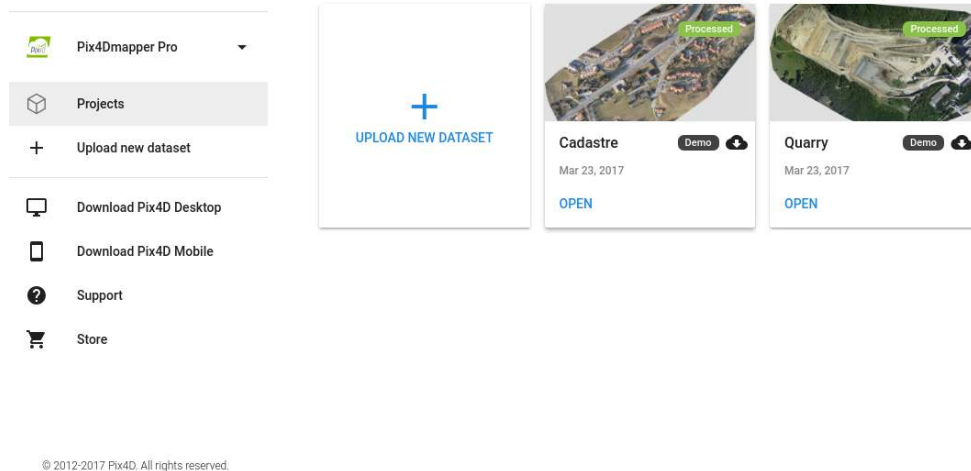 Pix4Dmapper Pro
Projects
Upload new dataset
Download Pix4D Desktop
Download Pix4D Mobile
Support
Store
© 2012-2017 Pix4D. All rights reserved.
UPLOAD NEW DATASET
Processed
Cadastre
Demo
Mar 23, 2017
OPEN
Processed
Quarry
Demo
Mar 23, 2017
OPEN